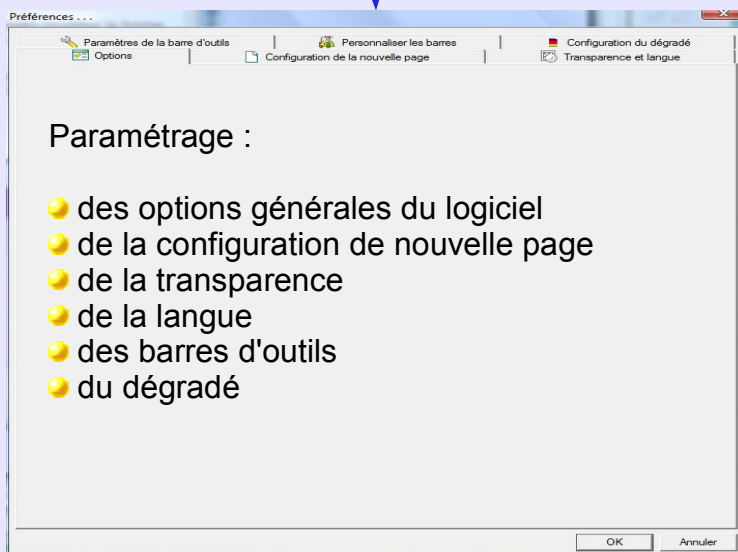 Préférences . . .
Paramètres de la barre d'outils
Personnaliser les barres
Configuration du dégradé
Options
Configuration de la nouvelle page
Transparence et langue
Paramétrage :
des options générales du logiciel
de la configuration de nouvelle page
de la transparence
de la langue
des barres d'outils
du dégradé
OK
Annuler